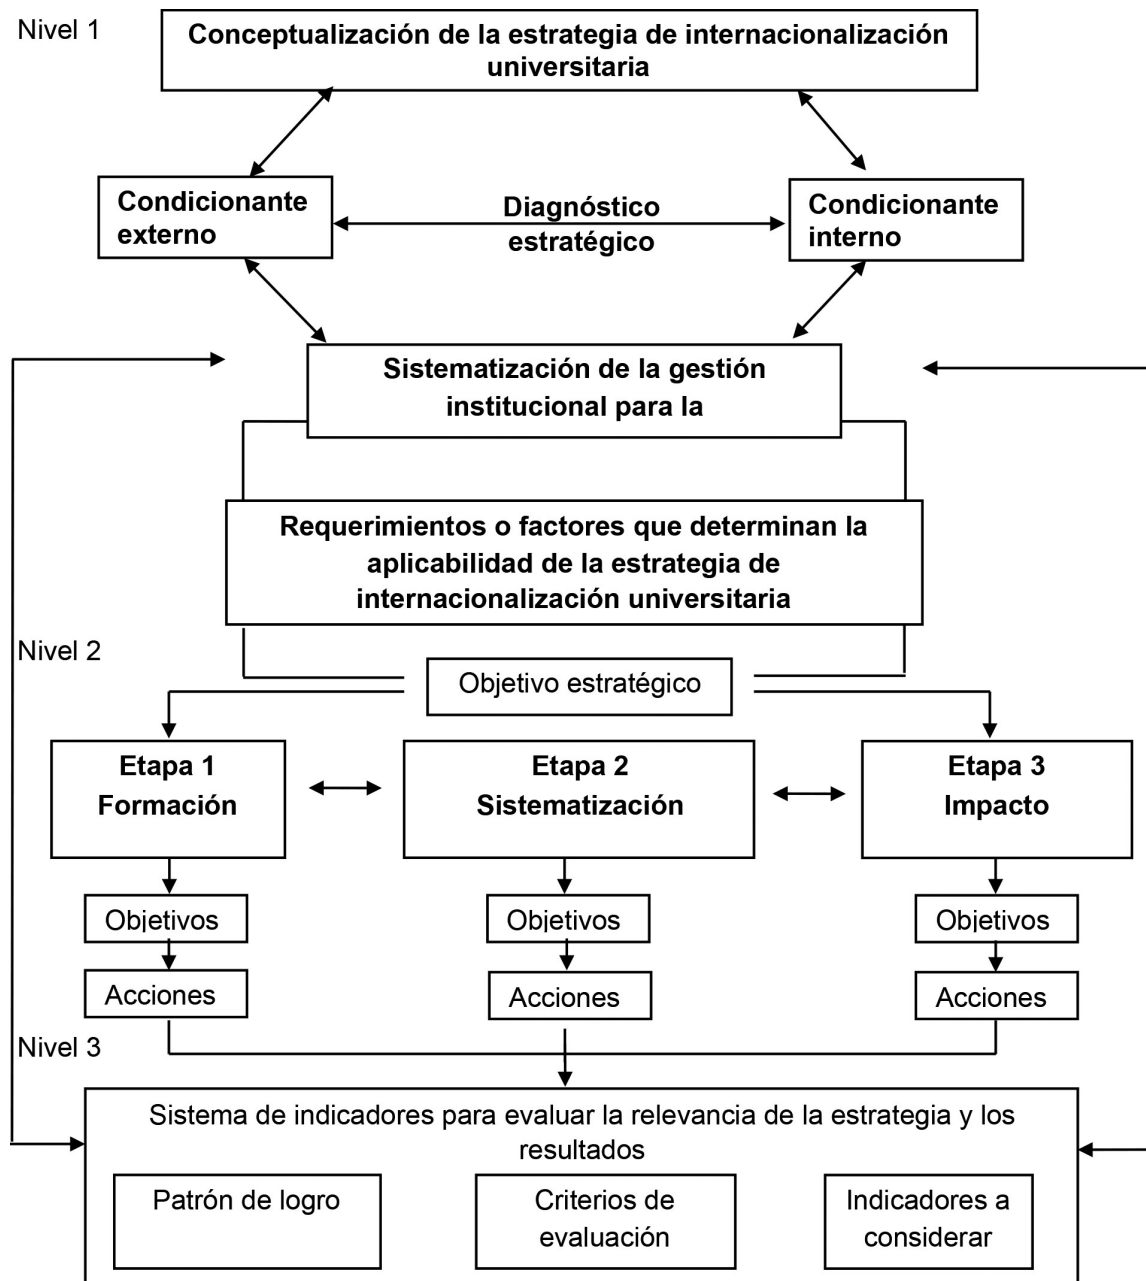 Nivel 1
Conceptualización de la estrategia de internacionalización
universitaria
Condicionante
externo
Diagnóstico
estratégico
Condicionante
interno
Sistematización de la gestión
institucional para la
Requerimientos o factores que determinan la
aplicabilidad de la estrategia de
internacionalización universitaria
Nivel 2
Objetivo estratégico
Etapa 1
Formación
Etapa 2
Sistematización
Etapa 3
Impacto
Objetivos
Objetivos
Objetivos
Acciones
Acciones
Acciones
Nivel 3
Sistema de indicadores para evaluar la relevancia de la estrategia y los
resultados
Patrón de logro
Criterios de
evaluación
Indicadores a
considerar